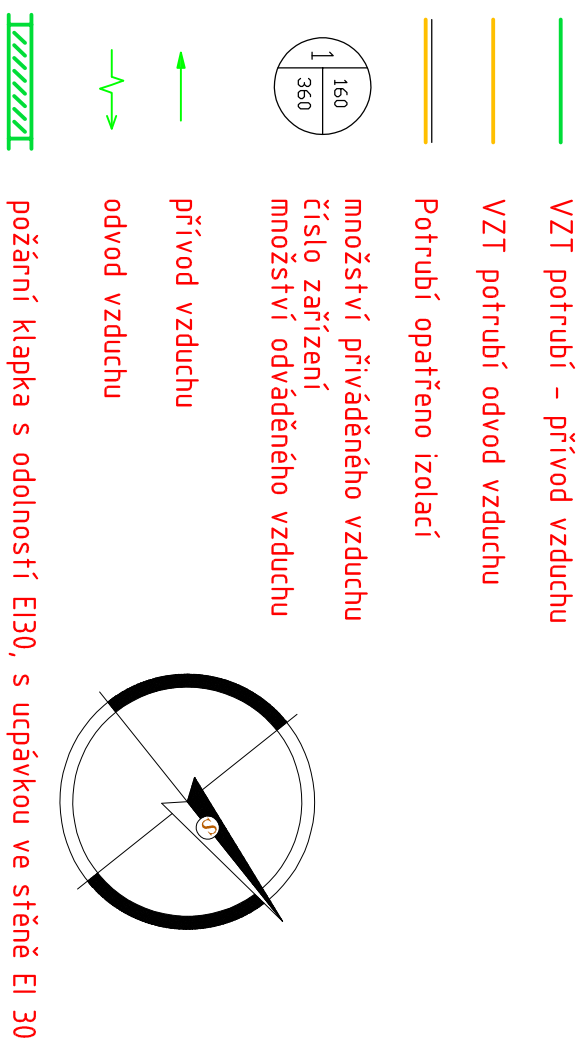 VZT potrubí - přívod vzduchu
VZT potrubí odvod vzduchu
Potrubí opatřeno izolací
1
160
360
množství přiváděného vzduchu
číslo zařízení
množství odváděného vzduchu
přívod vzduchu
odvod vzduchu
požární klapka s odolností EI30, s ucpávkou ve stěně EI 30
S